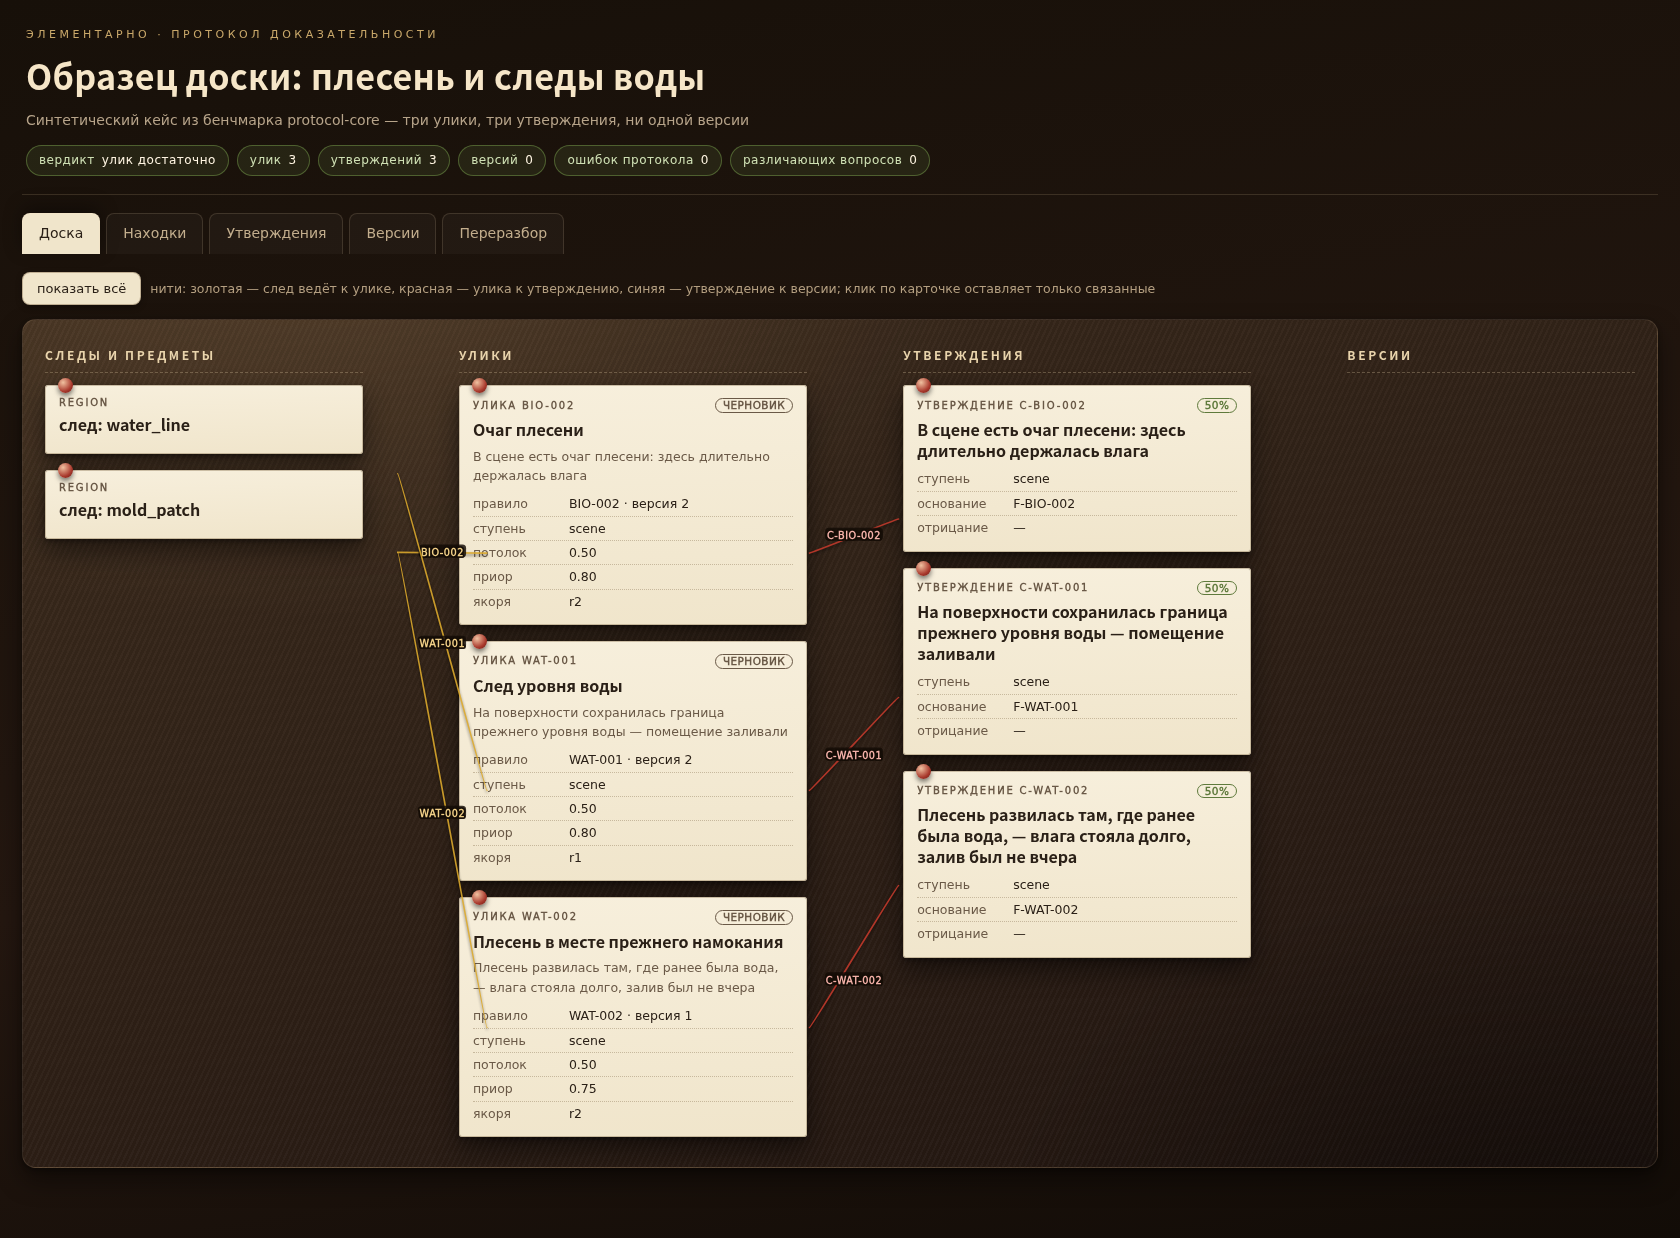 ЭЛЕМЕНТАРНО · ПРОТОКОЛ ДОКАЗАТЕЛЬНОСТИ
Образец доски: плесень и следы воды
Синтетический кейс из бенчмарка protocol-core — три улики, три утверждения, ни одной версии
вердикт улик достаточно
улик 3
утверждений 3
версий 0
ошибок протокола 0
различающих вопросов 0
Доска
Находки
Утверждения
Версии
Переразбор
показать всё
нити: золотая — след ведёт к улике, красная — улика к утверждению, синяя — утверждение к версии; клик по карточке оставляет только связанные
СЛЕДЫ И ПРЕДМЕТЫ
REGION
след: water_line
REGION
след: mold_patch
BIO-002
WAT-001
WAT-002
УЛИКИ
УЛИКА BIO-002
ЧЕРНОВИК
Очаг плесени
В сцене есть очаг плесени: здесь длительно
держалась влага
правило BIO-002 · версия 2
ступень scene
потолок 0.50
приор 0.80
якоря r2
УЛИКА WAT-001
ЧЕРНОВИК
След уровня воды
На поверхности сохранилась граница
прежнего уровня воды — помещение заливали
правило WAT-001 · версия 2
ступень scene
потолок 0.50
приор 0.80
якоря r1
УЛИКА WAT-002
ЧЕРНОВИК
Плесень в месте прежнего намокания
Плесень развилась там, где ранее была вода,
— влага стояла долго, залив был не вчера
правило WAT-002 · версия 1
ступень scene
потолок 0.50
приор 0.75
якоря r2
C-BIO-002
C-WAT-001
C-WAT-002
УТВЕРЖДЕНИЯ
УТВЕРЖДЕНИЕ C-BIO-002
50%
В сцене есть очаг плесени: здесь
длительно держалась влага
ступень scene
основание F-BIO-002
отрицание —
УТВЕРЖДЕНИЕ C-WAT-001
50%
На поверхности сохранилась граница
прежнего уровня воды — помещение
заливали
ступень scene
основание F-WAT-001
отрицание —
УТВЕРЖДЕНИЕ C-WAT-002
50%
Плесень развилась там, где ранее
была вода, — влага стояла долго,
залив был не вчера
ступень scene
основание F-WAT-002
отрицание —
ВЕРСИИ